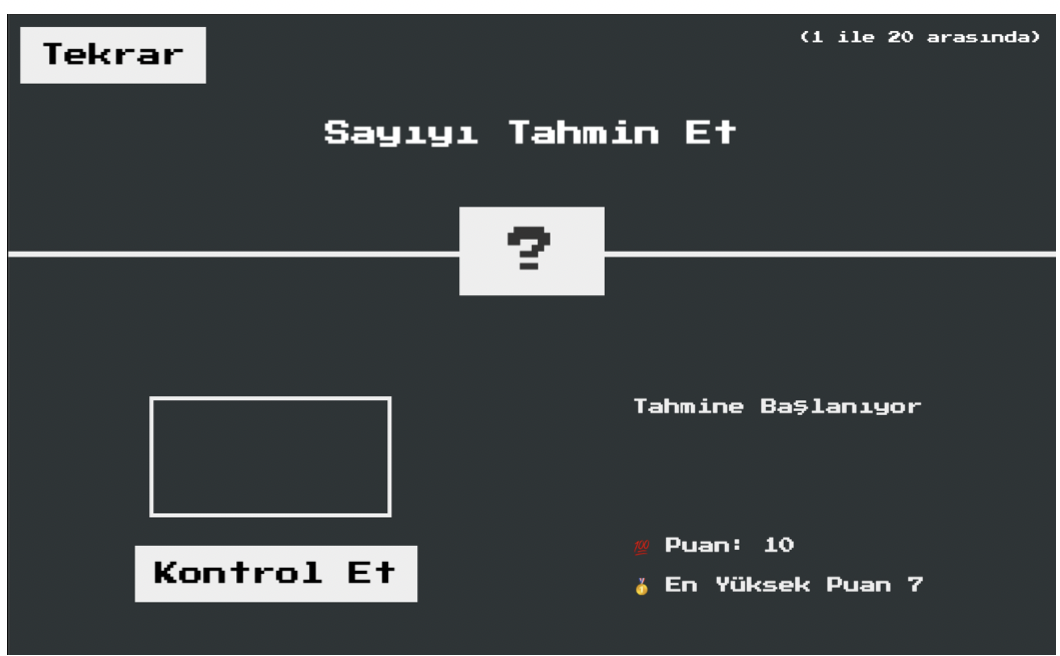 Tekrar
(1 ile 20 arasında)
Sayıyı Tahmin Et
?
Tahmine Başlanıyor
💯 Puan: 10
Kontrol Et
🥇 En Yüksek Puan 7